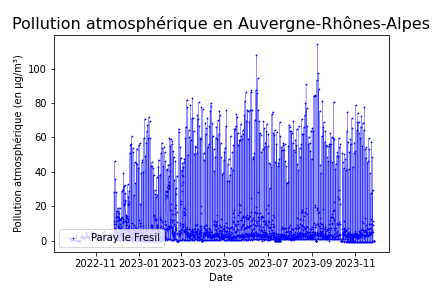 Pollution atmosphérique en Auvergne-Rhônes-Alpes
Pollution atmosphérique (en µg/m³)
100
80
60
40
20
0
Paray le Fresil
2022-11 2023-01 2023-03 2023-05 2023-07 2023-09 2023-11
Date